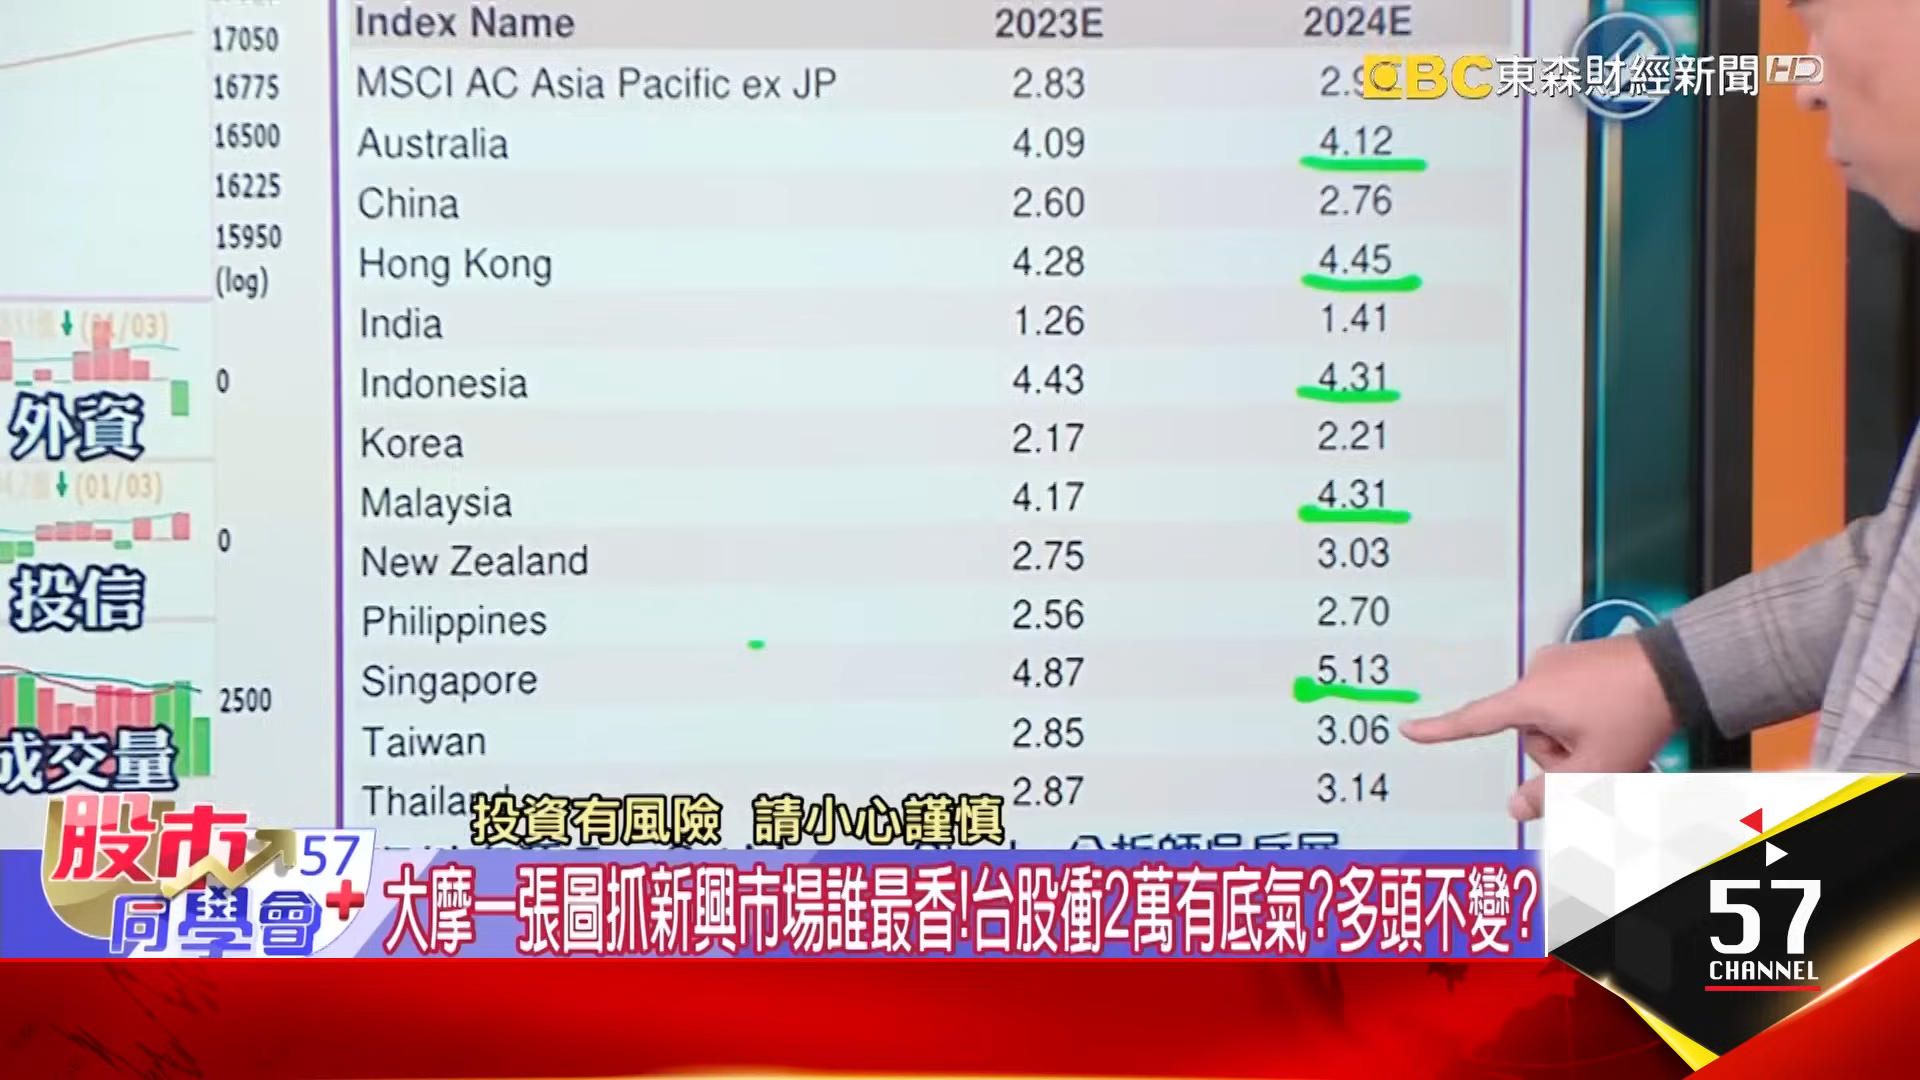 17050
16775
16500
16225
15950
(log)
(01/03)
0
外資
(01/03)
0
投信
2500
成交量
Index Name 2023E 2024E
MSCI AC Asia Pacific ex JP 2.83
Australia 4.09 4.12
China 2.60 2.76
Hong Kong 4.28 4.45
India 1.26 1.41
Indonesia 4.43 4.31
Korea 2.17 2.21
Malaysia 4.17 4.31
New Zealand 2.75 3.03
Philippines 2.56 2.70
Singapore 4.87 5.13
Taiwan 2.85 3.06
Thailand 2.87 3.14
EBC 東森財經新聞 HD
投資有風險 請小心謹慎
股市 57
同學會+
大摩一張圖抓新興市場誰最香!台股衝2萬有底氣?多頭不變?
57
CHANNEL